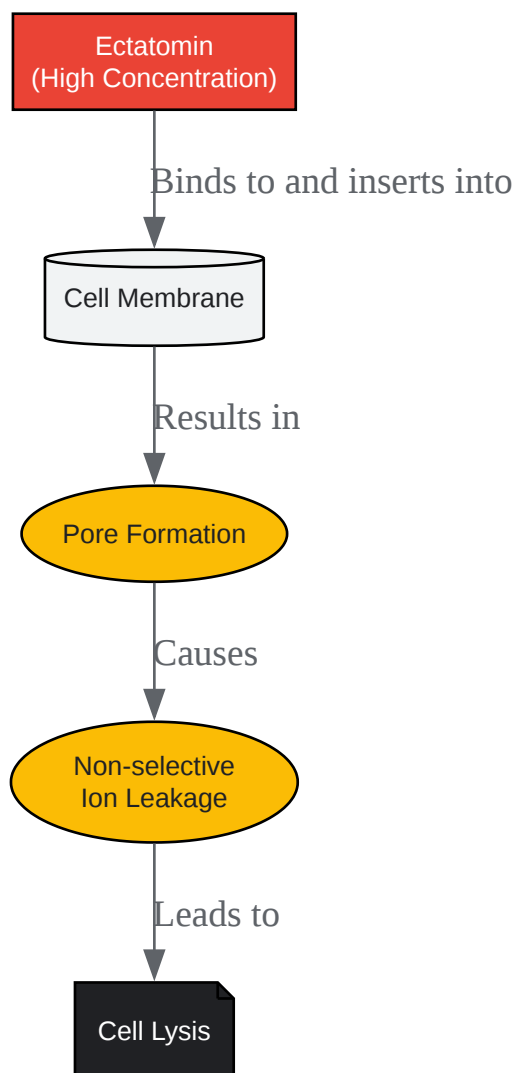 Ectatomin
(High Concentration)
Binds to and inserts into
Cell Membrane
Results in
Pore Formation
Causes
Non-selective
Ion Leakage
Leads to
Cell Lysis